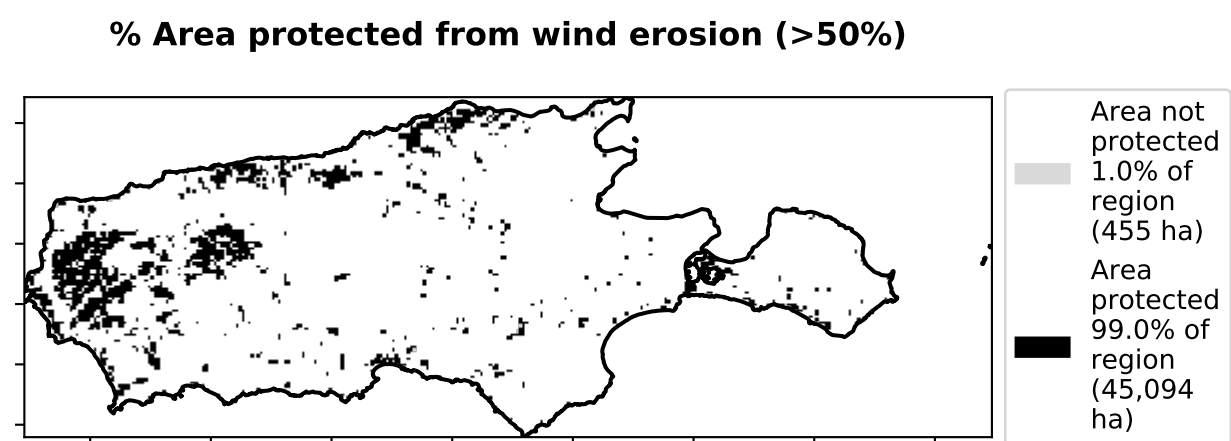 % Area protected from wind erosion (>50%)
Area not
protected
1.0% of
region
(455 ha)
Area
protected
99.0% of
region
(45,094
ha)